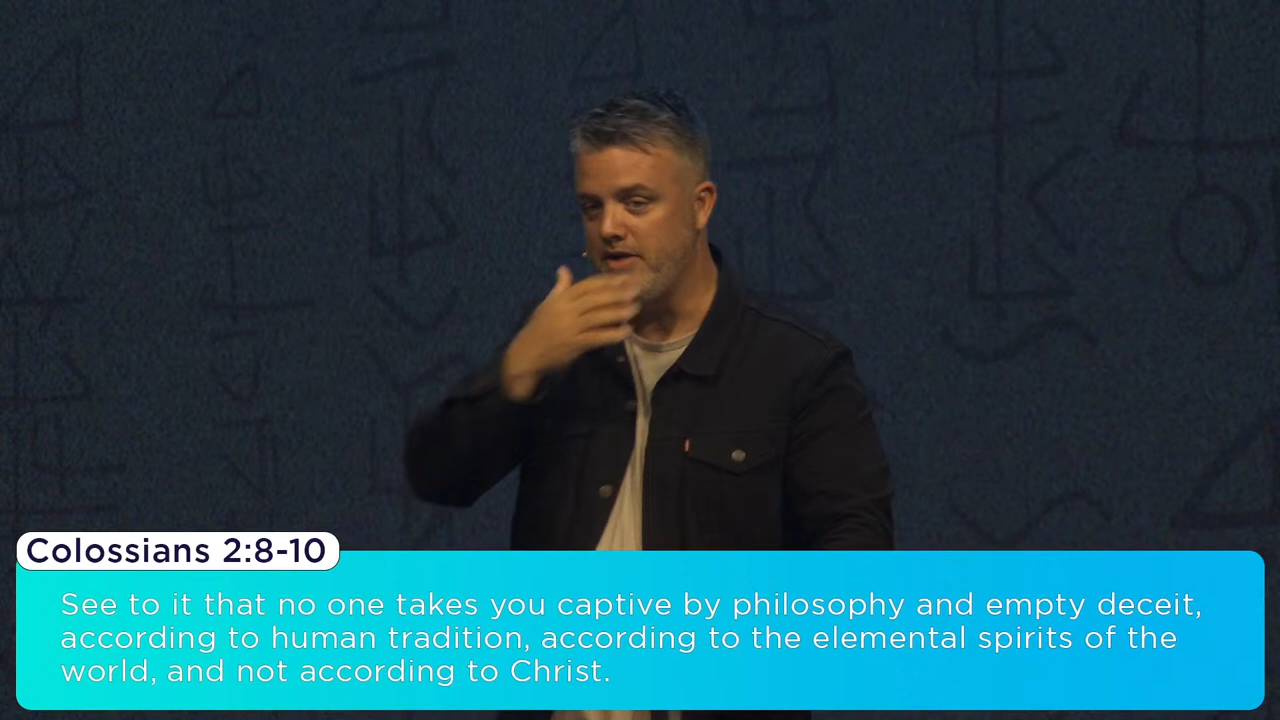 Colossians 2:8-10
See to it that no one takes you captive by philosophy and empty deceit,
according to human tradition, according to the elemental spirits of the
world, and not according to Christ.